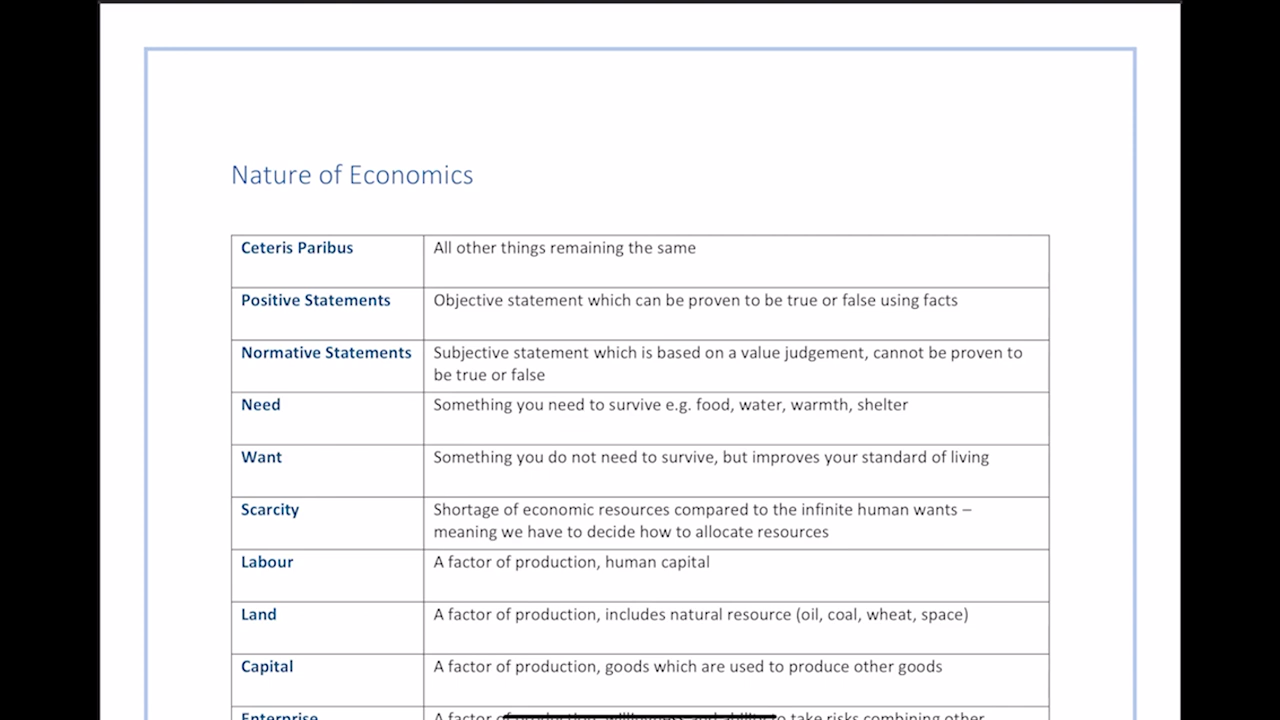 Nature of Economics
Ceteris Paribus
All other things remaining the same
Positive Statements
Objective statement which can be proven to be true or false using facts
Normative Statements
Subjective statement which is based on a value judgement, cannot be proven to
be true or false
Need
Something you need to survive e.g. food, water, warmth, shelter
Want
Something you do not need to survive, but improves your standard of living
Scarcity
Shortage of economic resources compared to the infinite human wants –
meaning we have to decide how to allocate resources
Labour
A factor of production, human capital
Land
A factor of production, includes natural resource (oil, coal, wheat, space)
Capital
A factor of production, goods which are used to produce other goods
Enterprise
A factor take risks combining other